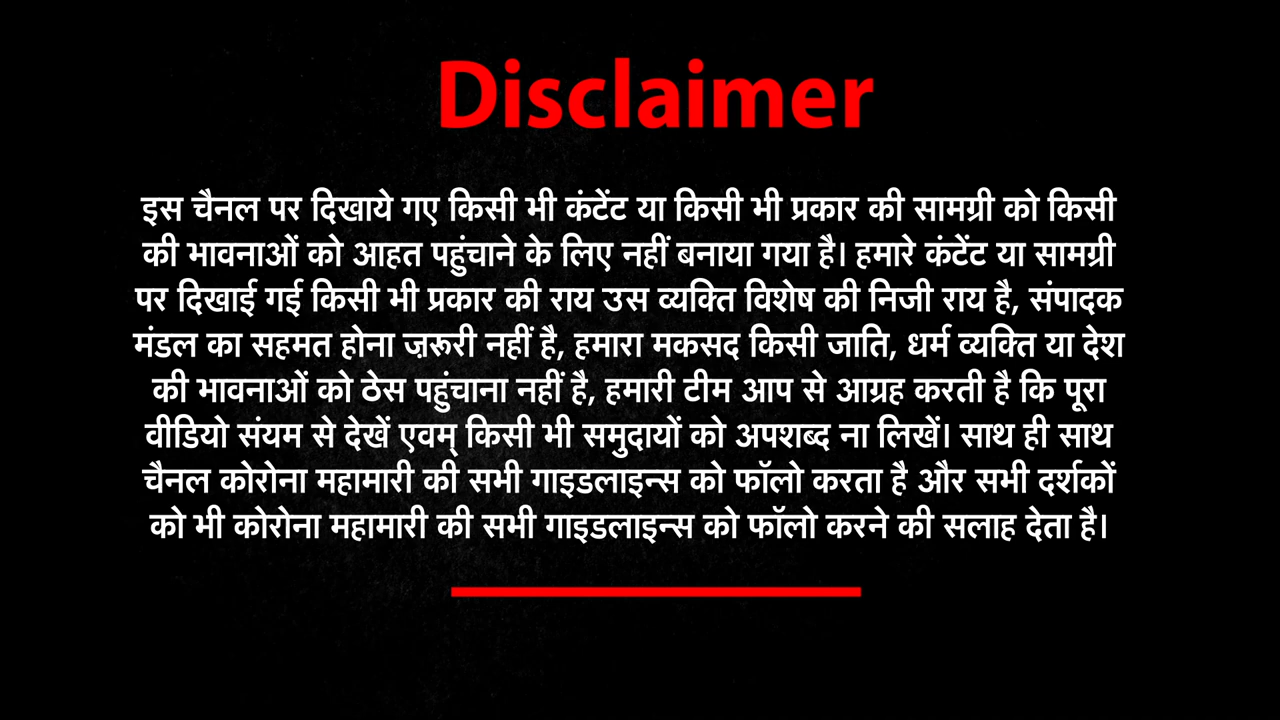 Disclaimer
इस चैनल पर दिखाये गए किसी भी कंटेंट या किसी भी प्रकार की सामग्री को किसी
की भावनाओं को आहत पहुंचाने के लिए नहीं बनाया गया है। हमारे कंटेंट या सामग्री
पर दिखाई गई किसी भी प्रकार की राय उस व्यक्ति विशेष की निजी राय है, संपादक
मंडल का सहमत होना ज़रूरी नहीं है, हमारा मकसद किसी जाति, धर्म व्यक्ति या देश
की भावनाओं को ठेस पहुंचाना नहीं है, हमारी टीम आप से आग्रह करती है कि पूरा
वीडियो संयम से देखें एवम् किसी भी समुदायों को अपशब्द ना लिखें। साथ ही साथ
चैनल कोरोना महामारी की सभी गाइडलाइन्स को फॉलो करता है और सभी दर्शकों
को भी कोरोना महामारी की सभी गाइडलाइन्स को फॉलो करने की सलाह देता है।